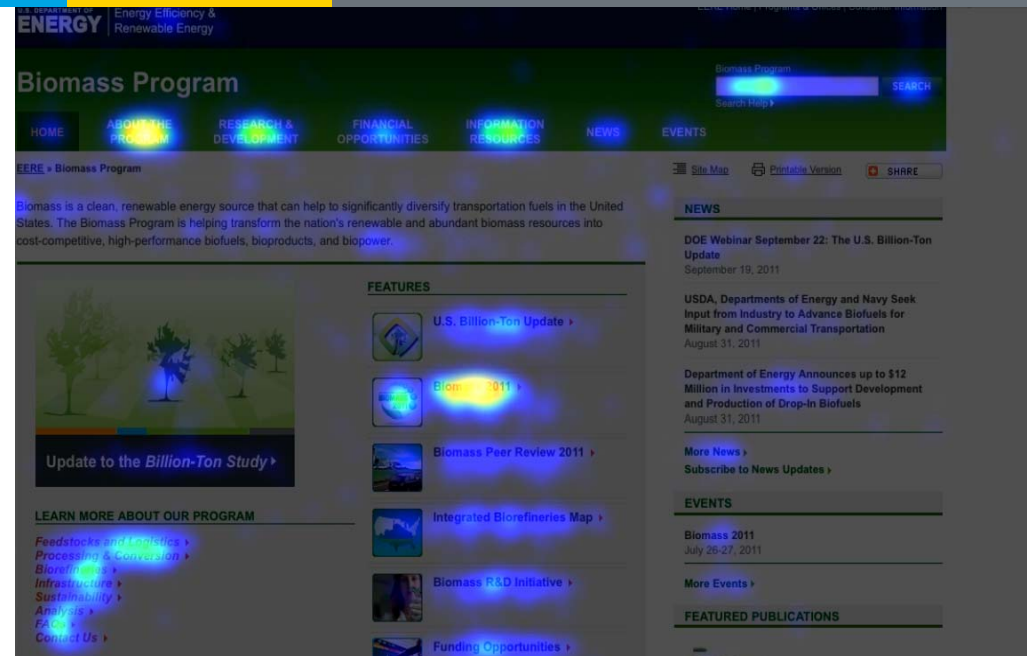 U.S. DEPARTMENT OF
ENERGY
Energy Efficiency &
Renewable Energy
EERE Home | Programs & Offices | Consumer Information
Biomass Program
Biomass Program
SEARCH
Search Help
HOME
ABOUT THE PROGRAM
RESEARCH & DEVELOPMENT
FINANCIAL OPPORTUNITIES
INFORMATION RESOURCES
NEWS
EVENTS
EERE » Biomass Program
Site Map
Printable Version
SHARE
Biomass is a clean, renewable energy source that can help to significantly diversify transportation fuels in the United
States. The Biomass Program is helping transform the nation's renewable and abundant biomass resources into
cost-competitive, high-performance biofuels, bioproducts, and biopower.
Update to the Billion-Ton Study
LEARN MORE ABOUT OUR PROGRAM
Feedstocks and Logistics
Processing & Conversion
Biorefineries
Infrastructure
Sustainability
Analysis
FAQs
Contact Us
FEATURES
U.S. Billion-Ton Update
Biomass 2011
Biomass Peer Review 2011
Integrated Biorefineries Map
Biomass R&D Initiative
Funding Opportunities
NEWS
DOE Webinar September 22: The U.S. Billion-Ton
Update
September 19, 2011
USDA, Departments of Energy and Navy Seek
Input from Industry to Advance Biofuels for
Military and Commercial Transportation
August 31, 2011
Department of Energy Announces up to $12
Million in Investments to Support Development
and Production of Drop-In Biofuels
August 31, 2011
More News
Subscribe to News Updates
EVENTS
Biomass 2011
July 26-27, 2011
More Events
FEATURED PUBLICATIONS